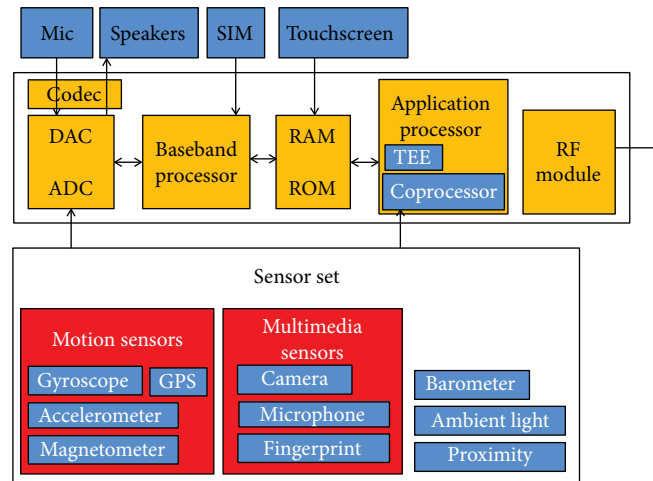 Mic
Speakers
SIM
Touchscreen
Codec
DAC
ADC
Baseband
processor
RAM
ROM
Application
processor
TEE
Coprocessor
RF
module
Sensor set
Motion sensors
Gyroscope
GPS
Accelerometer
Magnetometer
Multimedia
sensors
Camera
Microphone
Fingerprint
Barometer
Ambient light
Proximity